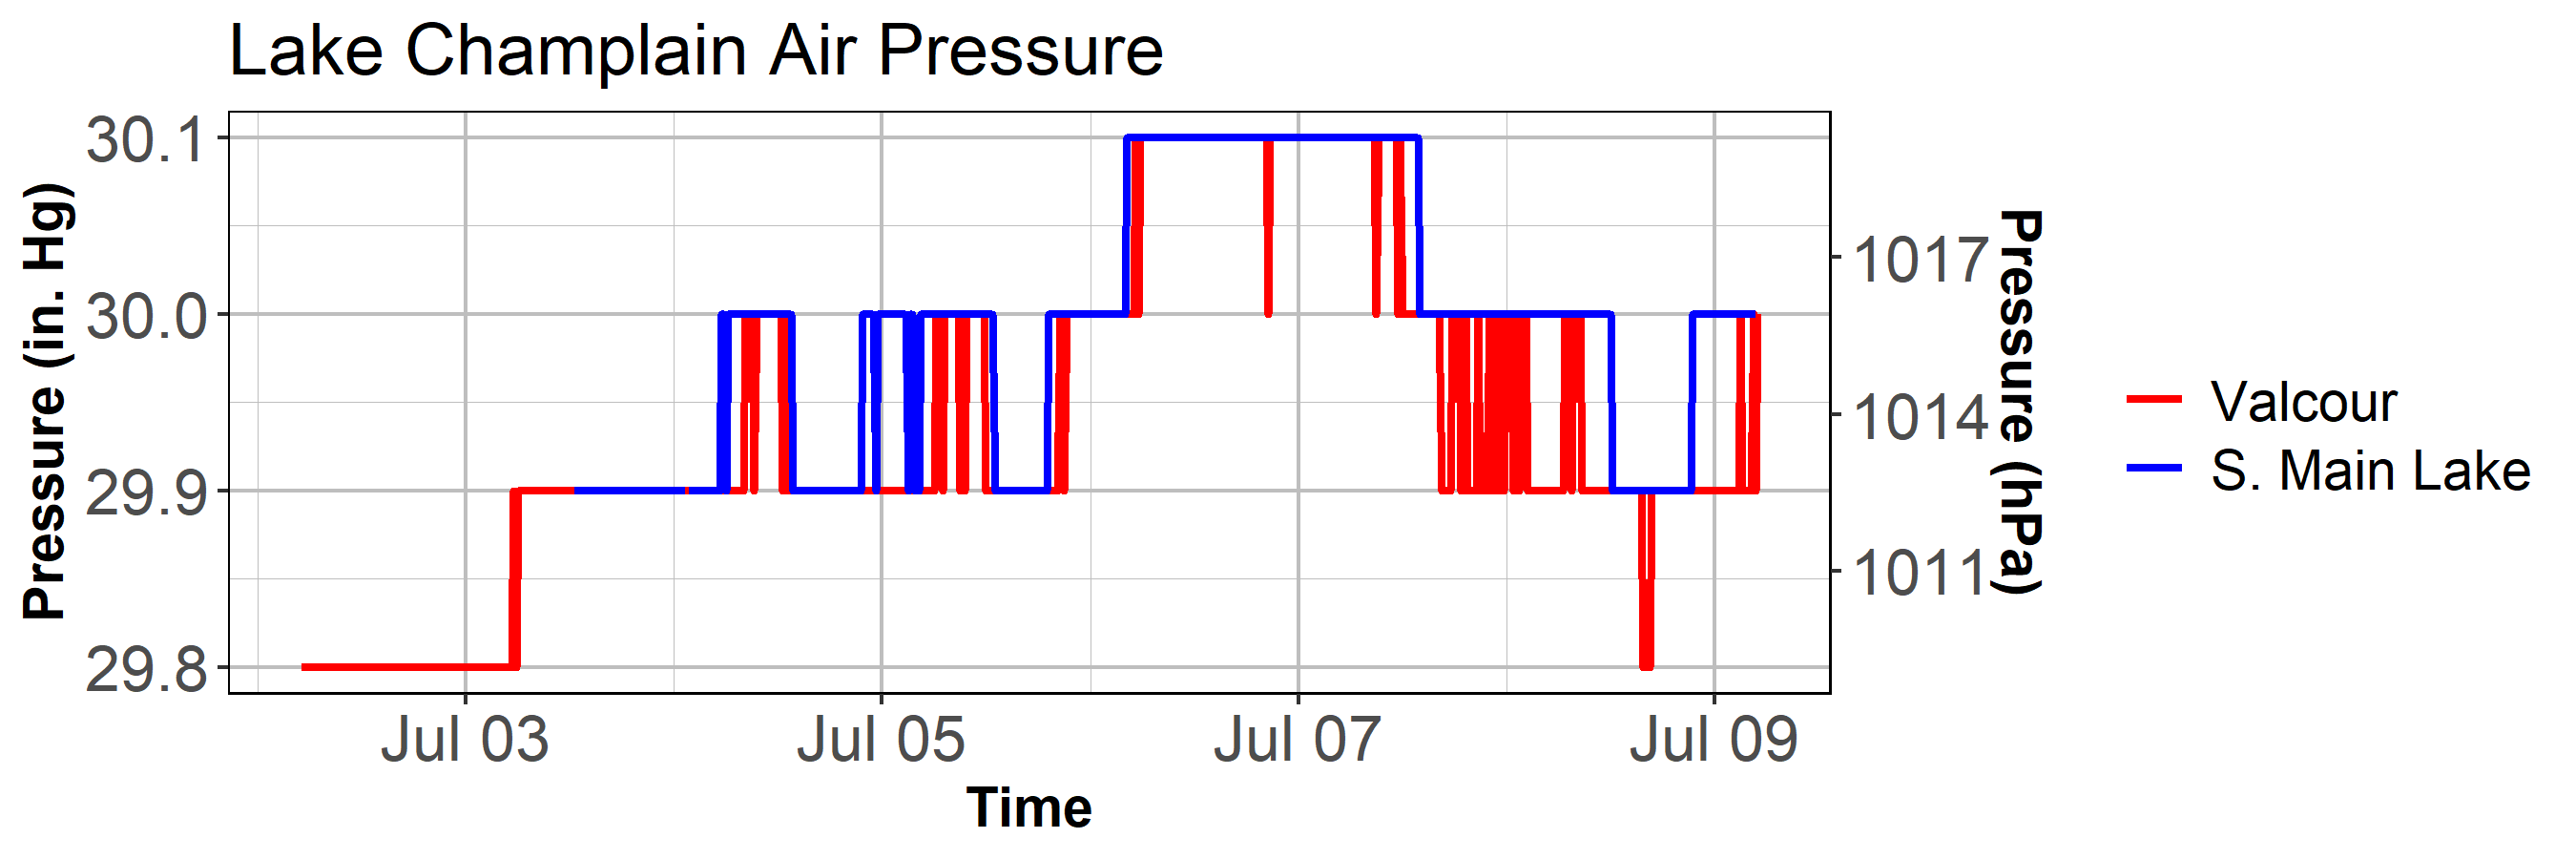 Lake Champlain Air Pressure
Pressure (in. Hg)
30.1
30.0
29.9
29.8
Jul 03
Jul 05
Jul 07
Jul 09
Time
1017
1014
1011
Pressure (hPa)
Valcour
S. Main Lake